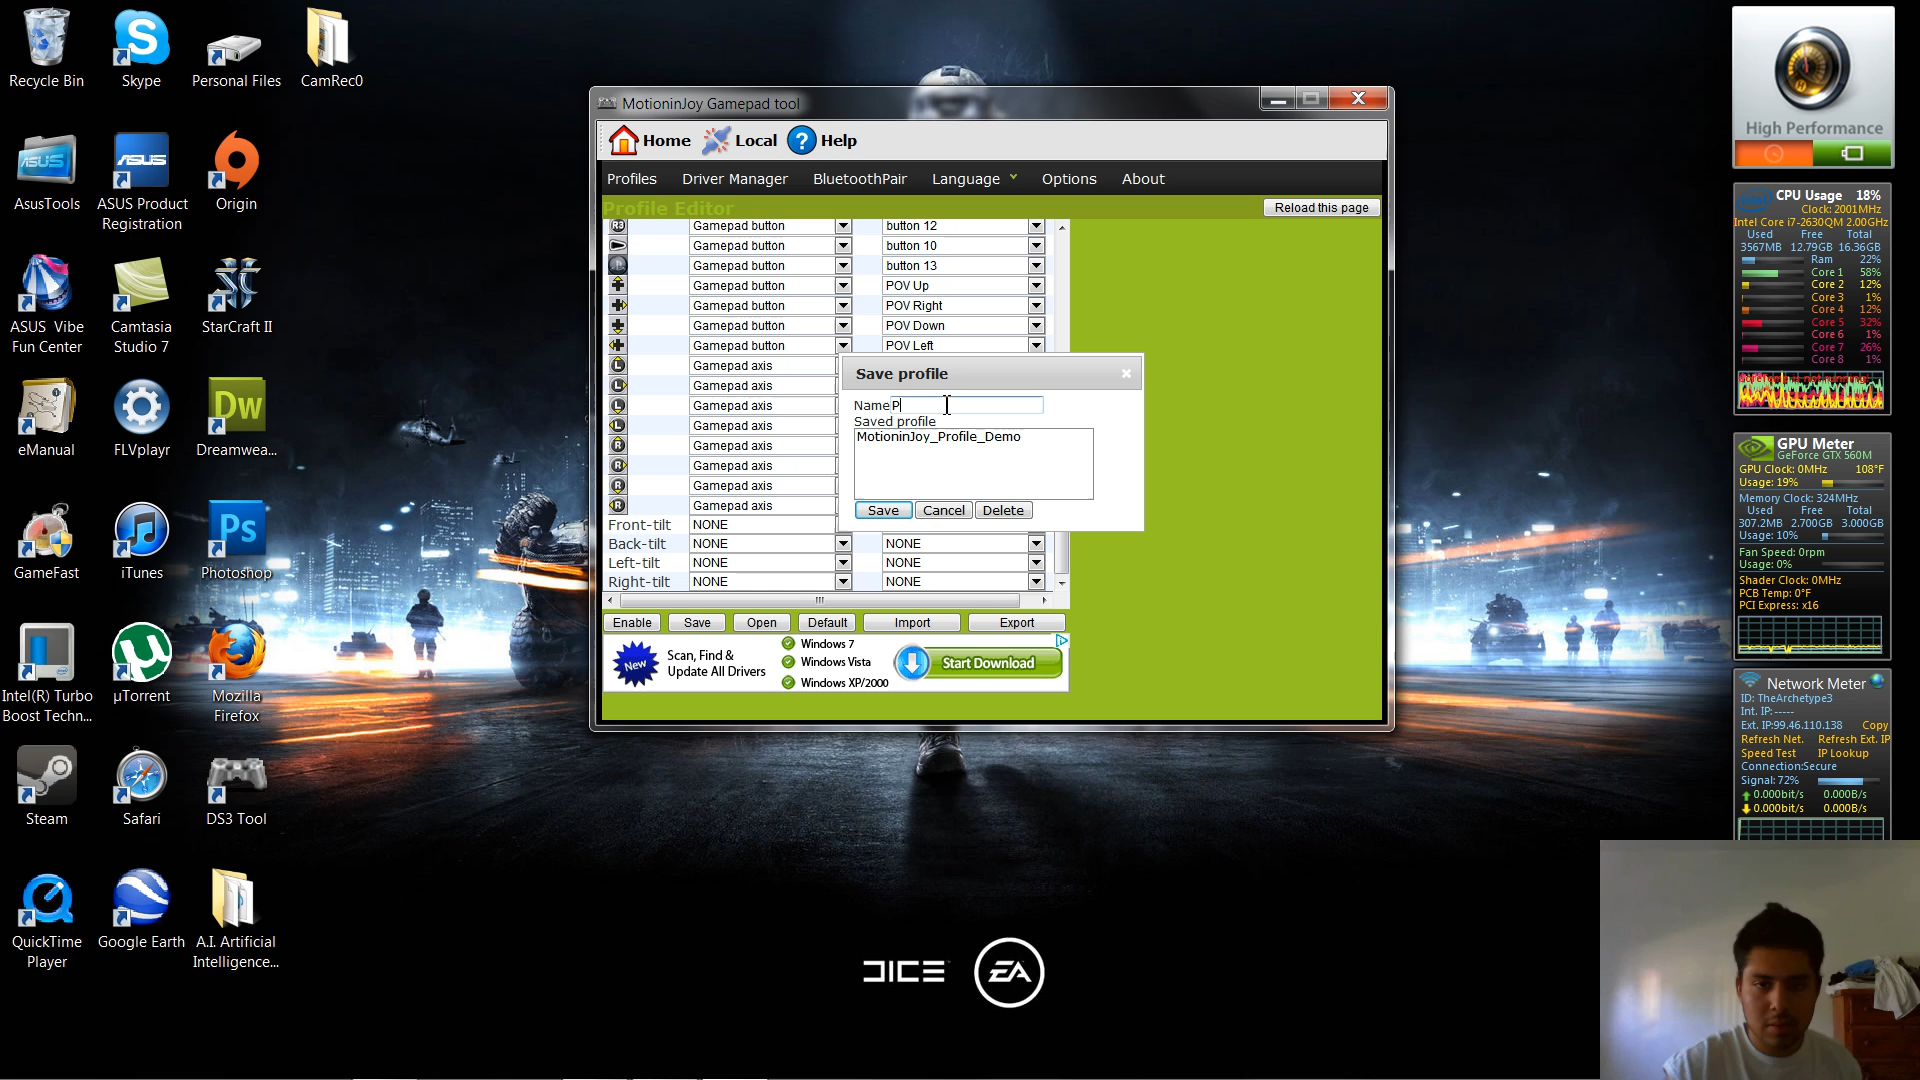 Recycle Bin
Skype
Personal Files
CamRec0
AsusTools
ASUS Product
Registration
Origin
ASUS Vibe
Fun Center
Camtasia
Studio 7
StarCraft II
eManual
FLVplayr
Dreamwea...
GameFast
iTunes
Photoshop
Intel(R) Turbo
Boost Techn...
µTorrent
Mozilla
Firefox
Steam
Safari
DS3 Tool
QuickTime
Player
Google Earth
A.I. Artificial
Intelligence...
MotioninJoy Gamepad tool
Home
Local
Help
Profiles
Driver Manager
BluetoothPair
Language
Options
About
Profile Editor
Reload this page
Gamepad button button 12
Gamepad button button 10
Gamepad button button 13
Gamepad button POV Up
Gamepad button POV Right
Gamepad button POV Down
Gamepad button POV Left
Gamepad axis
Gamepad axis
Gamepad axis
Gamepad axis
Gamepad axis
Gamepad axis
Gamepad axis
Gamepad axis
Front-tilt NONE
Back-tilt NONE NONE
Left-tilt NONE NONE
Right-tilt NONE NONE
Save profile
Name P
Saved profile
MotioninJoy_Profile_Demo
Save Cancel Delete
Enable Save Open Default Import Export
New
Scan, Find &
Update All Drivers
Windows 7
Windows Vista
Windows XP/2000
Start Download
DICE
EA
High Performance
CPU Usage 18%
Clock: 2001MHz
Intel Core i7-2630QM 2.00GHz
Used Free Total
3567MB 12.79GB 16.36GB
Ram 22%
Core 1 58%
Core 2 12%
Core 3 1%
Core 4 12%
Core 5 32%
Core 6 1%
Core 7 26%
Core 8 1%
GPU Meter
GeForce GTX 560M
GPU Clock: 0MHz 108°F
Usage: 19%
Memory Clock: 324MHz
Used Free Total
307.2MB 2.700GB 3.000GB
Usage: 10%
Fan Speed: 0rpm
Usage: 0%
Shader Clock: 0MHz
PCB Temp: 0°F
PCI Express: x16
Network Meter
ID: TheArchetype3
Int. IP: -----
Ext. IP:99.46.110.138 Copy
Refresh Net. Refresh Ext. IP
Speed Test IP Lookup
Connection:Secure
Signal: 72%
0.000bit/s 0.000B/s
0.000bit/s 0.000B/s